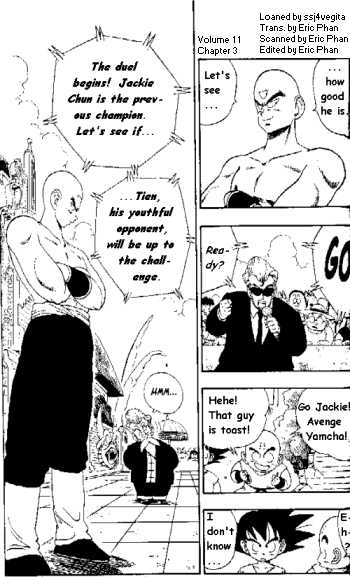 Loaned by ssj4vegita
Trans. by Eric Phan
Volume 11
Scanned by Eric Phan
Chapter 3
Edited by Eric Phan
The duel
begins! Jackie
Chun is the prev-
ous champion.
Let's see if...
...Tien,
his youthful
opponent,
will be up to
the chall-
enge.
HMM...
Let's
see
...
...
how
good
he is.
Rea-
dy?
GO
Hehe!
That guy
is toast!
Go Jackie!
Avenge
Yamcha!
I
don't
know
...
E-
h-
?